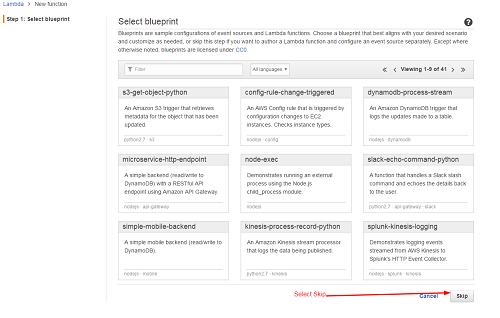 Lambda > New function
Step 1: Select blueprint
Select blueprint
Blueprints are sample configurations of event sources and Lambda functions. Choose a blueprint that best aligns with your desired scenario
and customize as needed, or skip this step if you want to author a Lambda function and configure an event source separately. Except where
otherwise noted, blueprints are licensed under CC0.
Filter
All languages
Viewing 1-9 of 41
s3-get-object-python
An Amazon S3 trigger that retrieves
metadata for the object that has been
updated.
python2.7 · s3
config-rule-change-triggered
An AWS Config rule that is triggered by
configuration changes to EC2
instances. Checks instance types.
nodejs · config
dynamodb-process-stream
An Amazon DynamoDB trigger that
logs the updates made to a table.
nodejs · dynamodb
microservice-http-endpoint
A simple backend (read/write to
DynamoDB) with a RESTful API
endpoint using Amazon API Gateway.
nodejs · api-gateway
node-exec
Demonstrates running an external
process using the Node.js
child_process module.
nodejs
slack-echo-command-python
A function that handles a Slack slash
command and echoes the details back
to the user.
python2.7 · api-gateway · slack
simple-mobile-backend
A simple mobile backend (read/write to
DynamoDB).
nodejs · mobile
kinesis-process-record-python
An Amazon Kinesis stream processor
that logs the data being published.
python2.7 · kinesis
splunk-kinesis-logging
Demonstrates logging events
streamed from AWS Kinesis to
Splunk's HTTP Event Collector.
nodejs · splunk · kinesis
Select Skip
Cancel
Skip